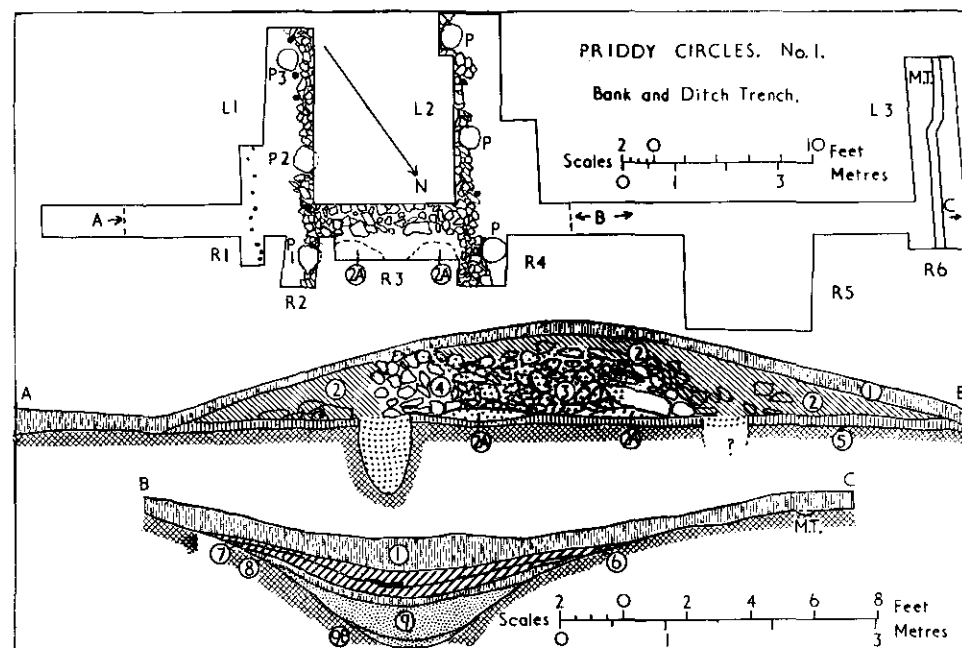 PRIDDY CIRCLES. No.1.
Bank and Ditch Trench.
2 0 10 Feet
Scales
0 1 3 Metres
L1
P3
P2
P
L2
P
P
N
L3
M.T.
A
B
C
R1
P
1
R2
2A
R3
2A
P
R4
R5
R6
A
2
4
3
2
2
1
B
2A
2A
?
5
B
C
1
M.T.
7
8
6
9
9B
2 0 2 4 6 8 Feet
Scales
0 1 3 Metres